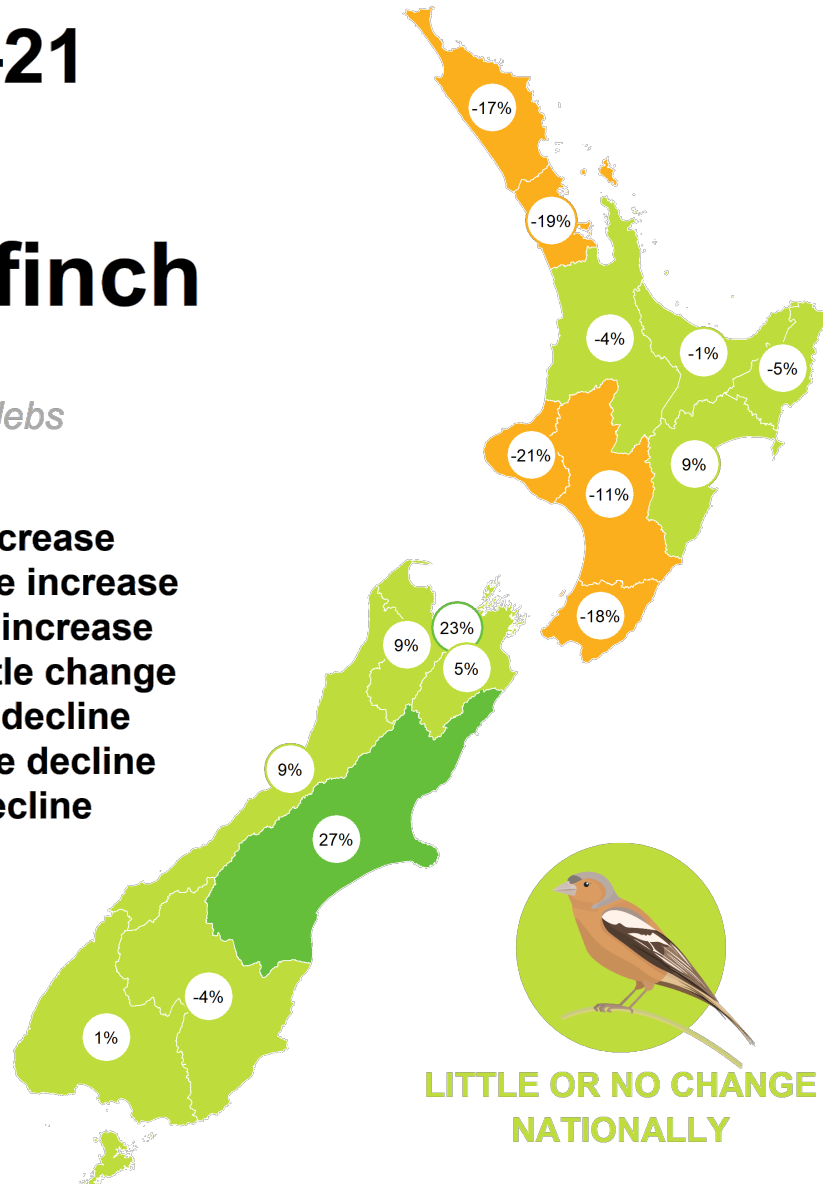 -21
finch
debs
crease
e increase
increase
tle change
decline
e decline
ecline
-17%
-19%
-4%
-1%
-5%
-21%
9%
-11%
-18%
23%
9%
5%
9%
27%
-4%
1%
LITTLE OR NO CHANGE
NATIONALLY